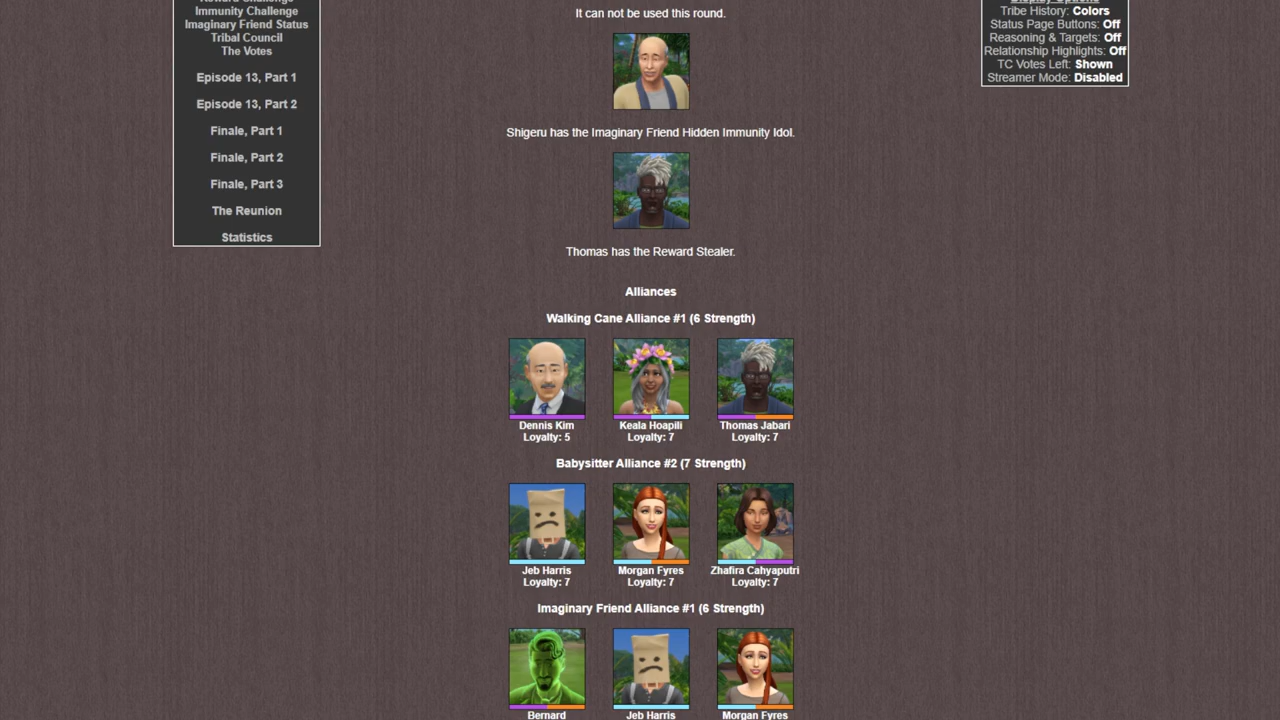 Immunity Challenge
Imaginary Friend Status
Tribal Council
The Votes
Episode 13, Part 1
Episode 13, Part 2
Finale, Part 1
Finale, Part 2
Finale, Part 3
The Reunion
Statistics
It can not be used this round.
Shigeru has the Imaginary Friend Hidden Immunity Idol.
Thomas has the Reward Stealer.
Alliances
Walking Cane Alliance #1 (6 Strength)
Dennis Kim
Loyalty: 5
Keala Hoapili
Loyalty: 7
Thomas Jabari
Loyalty: 7
Babysitter Alliance #2 (7 Strength)
Jeb Harris
Loyalty: 7
Morgan Fyres
Loyalty: 7
Zhafira Cahyaputri
Loyalty: 7
Imaginary Friend Alliance #1 (6 Strength)
Bernard
Jeb Harris
Morgan Fyres
Tribe History: Colors
Status Page Buttons: Off
Reasoning & Targets: Off
Relationship Highlights: Off
TC Votes Left: Shown
Streamer Mode: Disabled